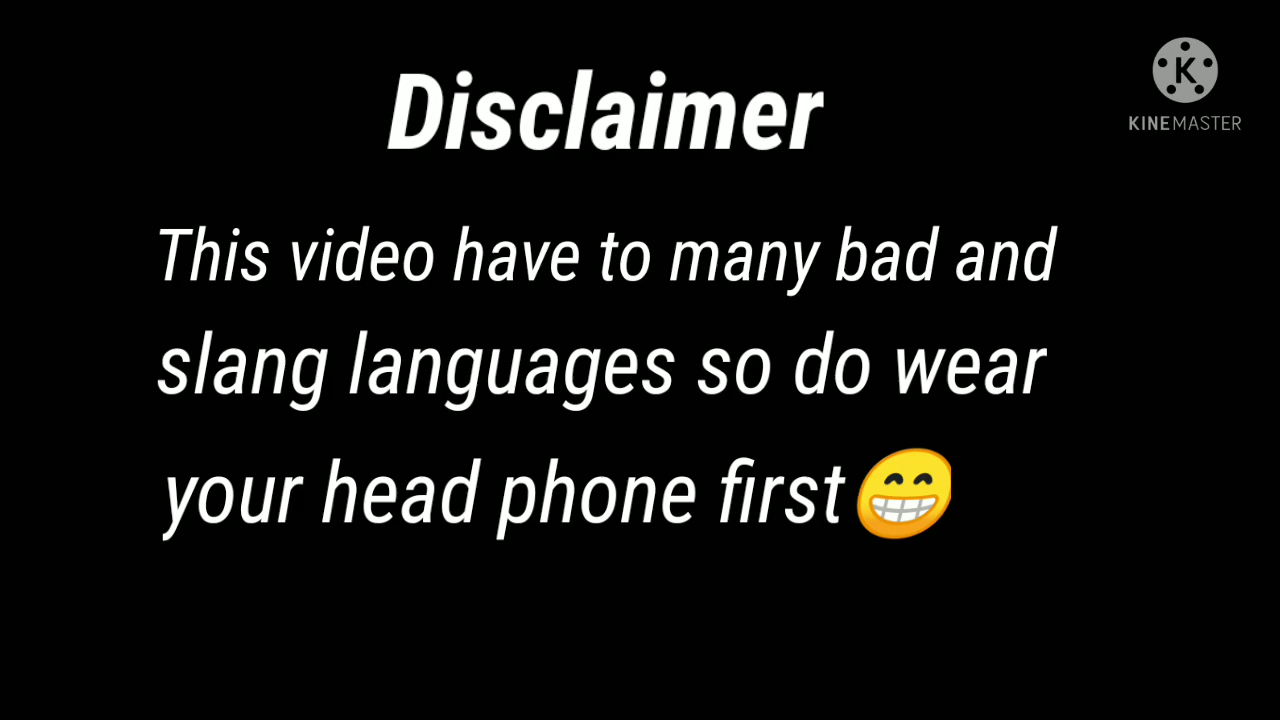 Disclaimer
KINEMASTER
This video have to many bad and
slang languages so do wear
your head phone first😁